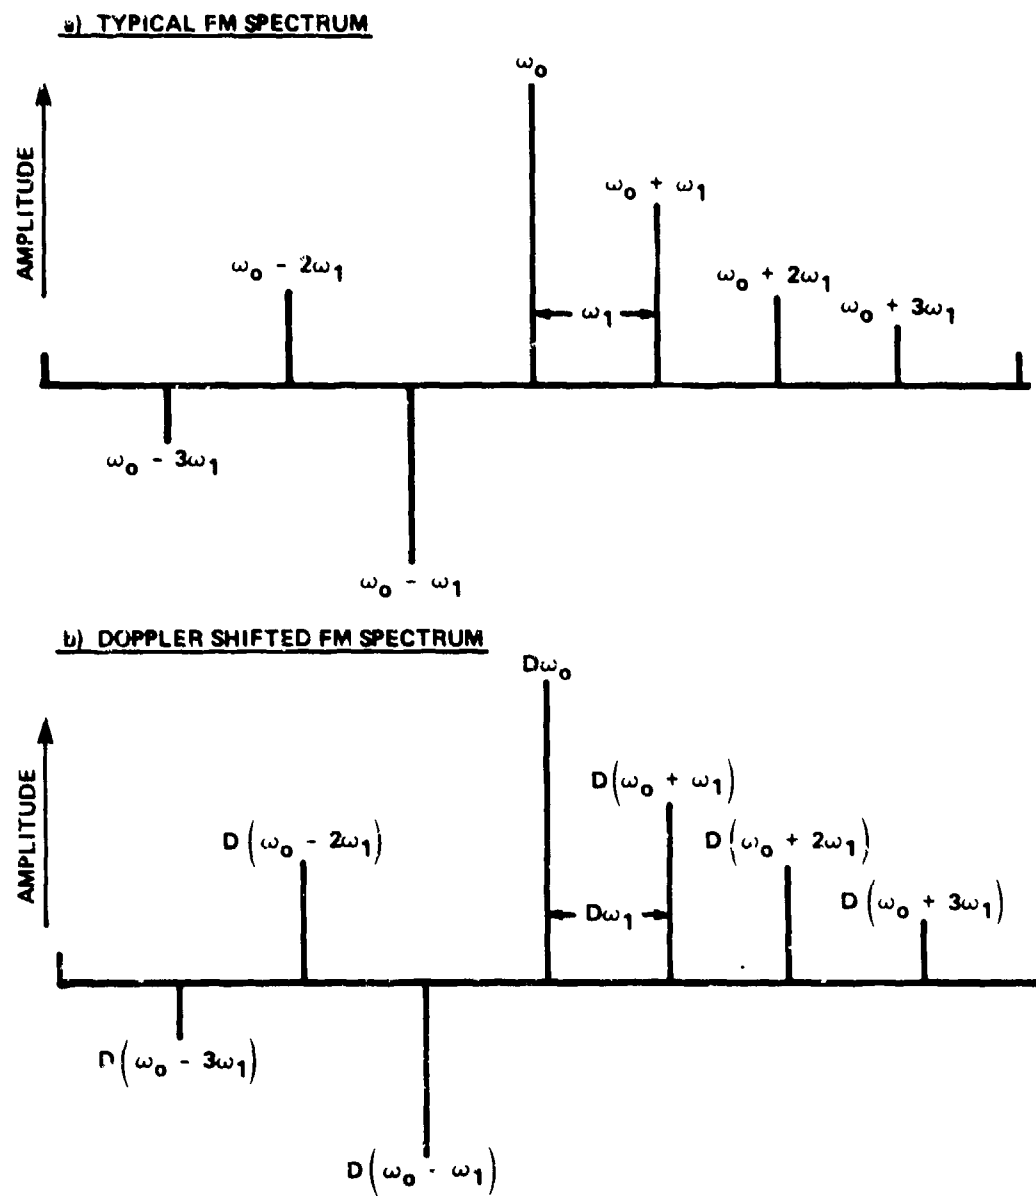 a) TYPICAL FM SPECTRUM
ω₀
AMPLITUDE
ω₀ + ω₁
ω₀ - 2ω₁
ω₀ + 2ω₁
ω₀ + 3ω₁
ω₁
ω₀ - 3ω₁
ω₀ - ω₁
b) DOPPLER SHIFTED FM SPECTRUM
Dω₀
AMPLITUDE
D(ω₀ + ω₁)
D(ω₀ - 2ω₁)
D(ω₀ + 2ω₁)
D(ω₀ + 3ω₁)
Dω₁
D(ω₀ - 3ω₁)
D(ω₀ - ω₁)